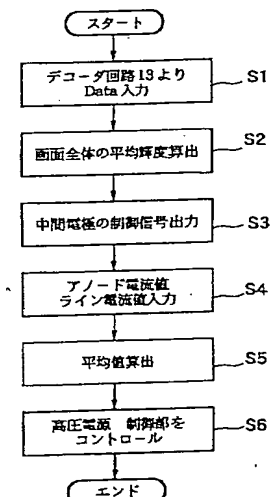 スタート
デコーダ回路13より
Data入力
S1
画面全体の平均輝度算出
S2
中間電極の制御信号出力
S3
アノード電流値
ライン電流値入力
S4
平均値算出
S5
高圧電源 制御部を
コントロール
S6
エンド